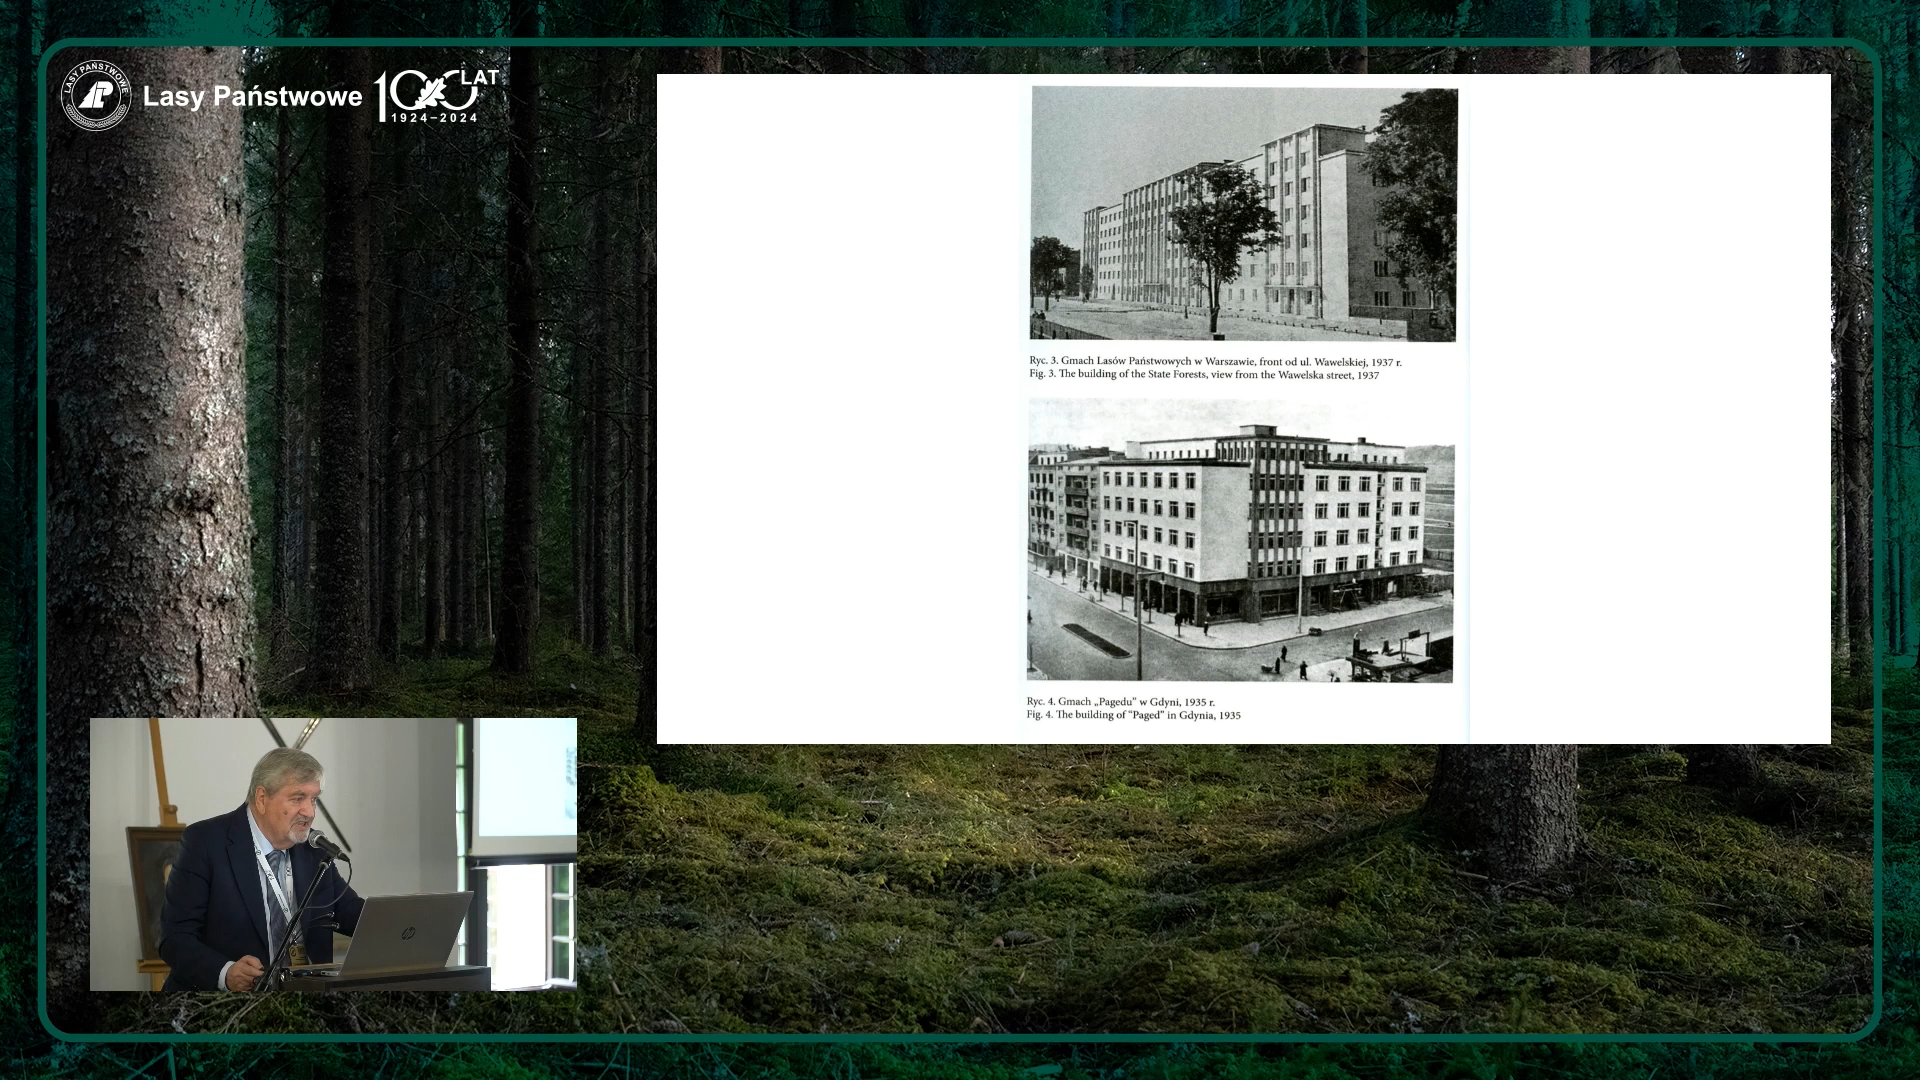 LASY PAŃSTWOWE
LP
Lasy Państwowe
100 LAT
1924–2024
Ryc. 3. Gmach Lasów Państwowych w Warszawie, front od ul. Wawelskiej, 1937 r.
Fig. 3. The building of the State Forests, view from the Wawelska street, 1937
Ryc. 4. Gmach „Pagedu” w Gdyni, 1935 r.
Fig. 4. The building of “Paged” in Gdynia, 1935
hp